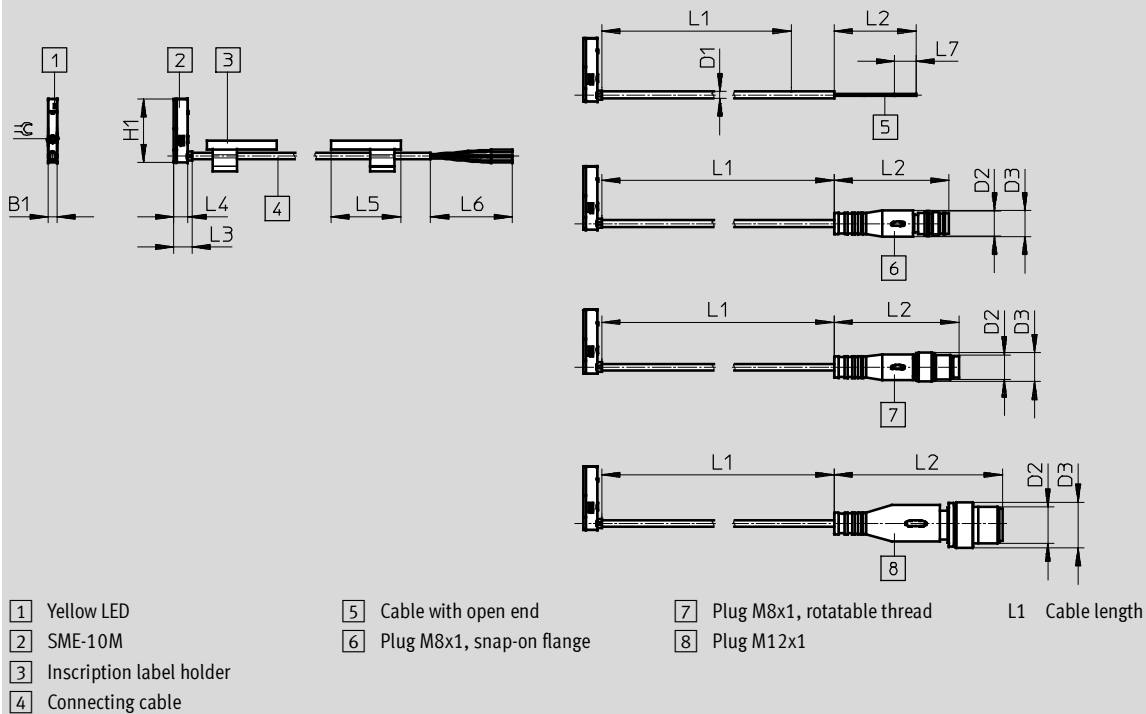 1 2 3
H1
B1 L4 L3 4 L5 L6
L1 L2 L7 D1 5
L1 L2 D2 D3 6
L1 L2 D2 D3 7
L1 L2 D2 D3 8
1 Yellow LED
2 SME-10M
3 Inscription label holder
4 Connecting cable
5 Cable with open end
6 Plug M8x1, snap-on flange
7 Plug M8x1, rotatable thread
8 Plug M12x1
L1 Cable length